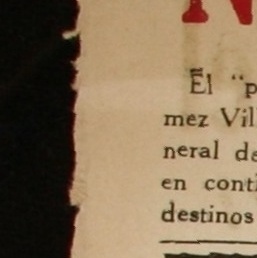 N
El "p
mez Vil
neral de
en conti
destinos